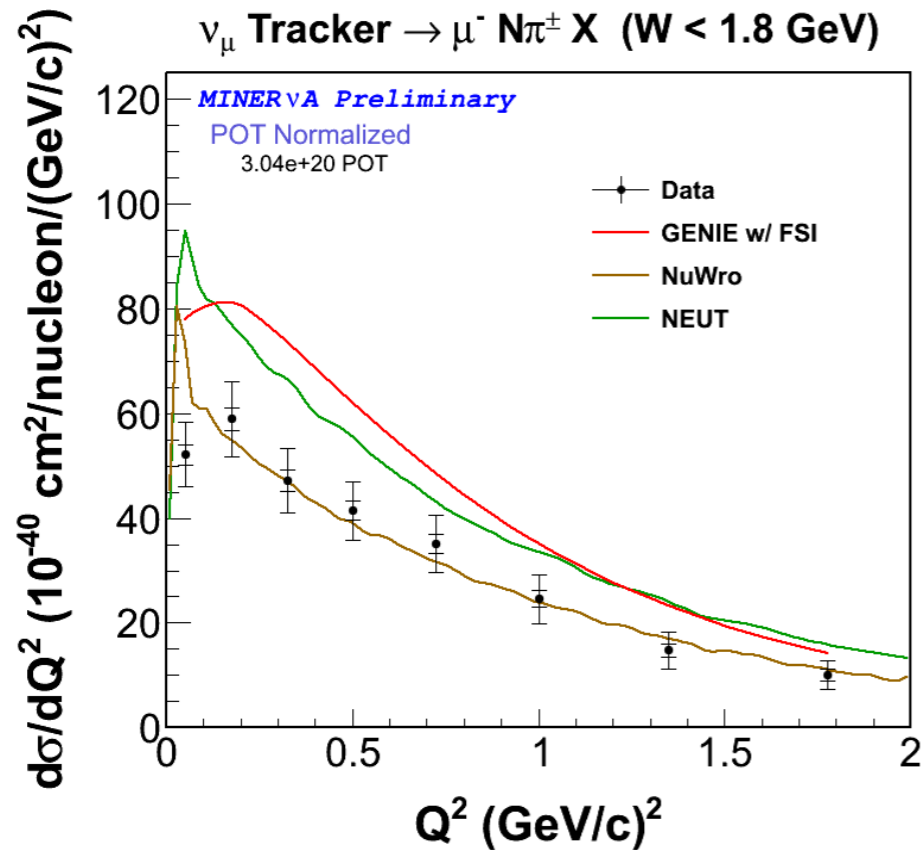 ν_μ Tracker → μ⁻ Nπ^± X (W < 1.8 GeV)
MINERνA Preliminary
POT Normalized
3.04e+20 POT
Data
GENIE w/ FSI
NuWro
NEUT
dσ/dQ² (10⁻⁴⁰ cm²/nucleon/(GeV/c)²)
120
100
80
60
40
20
0
0 0.5 1 1.5 2
Q² (GeV/c)²